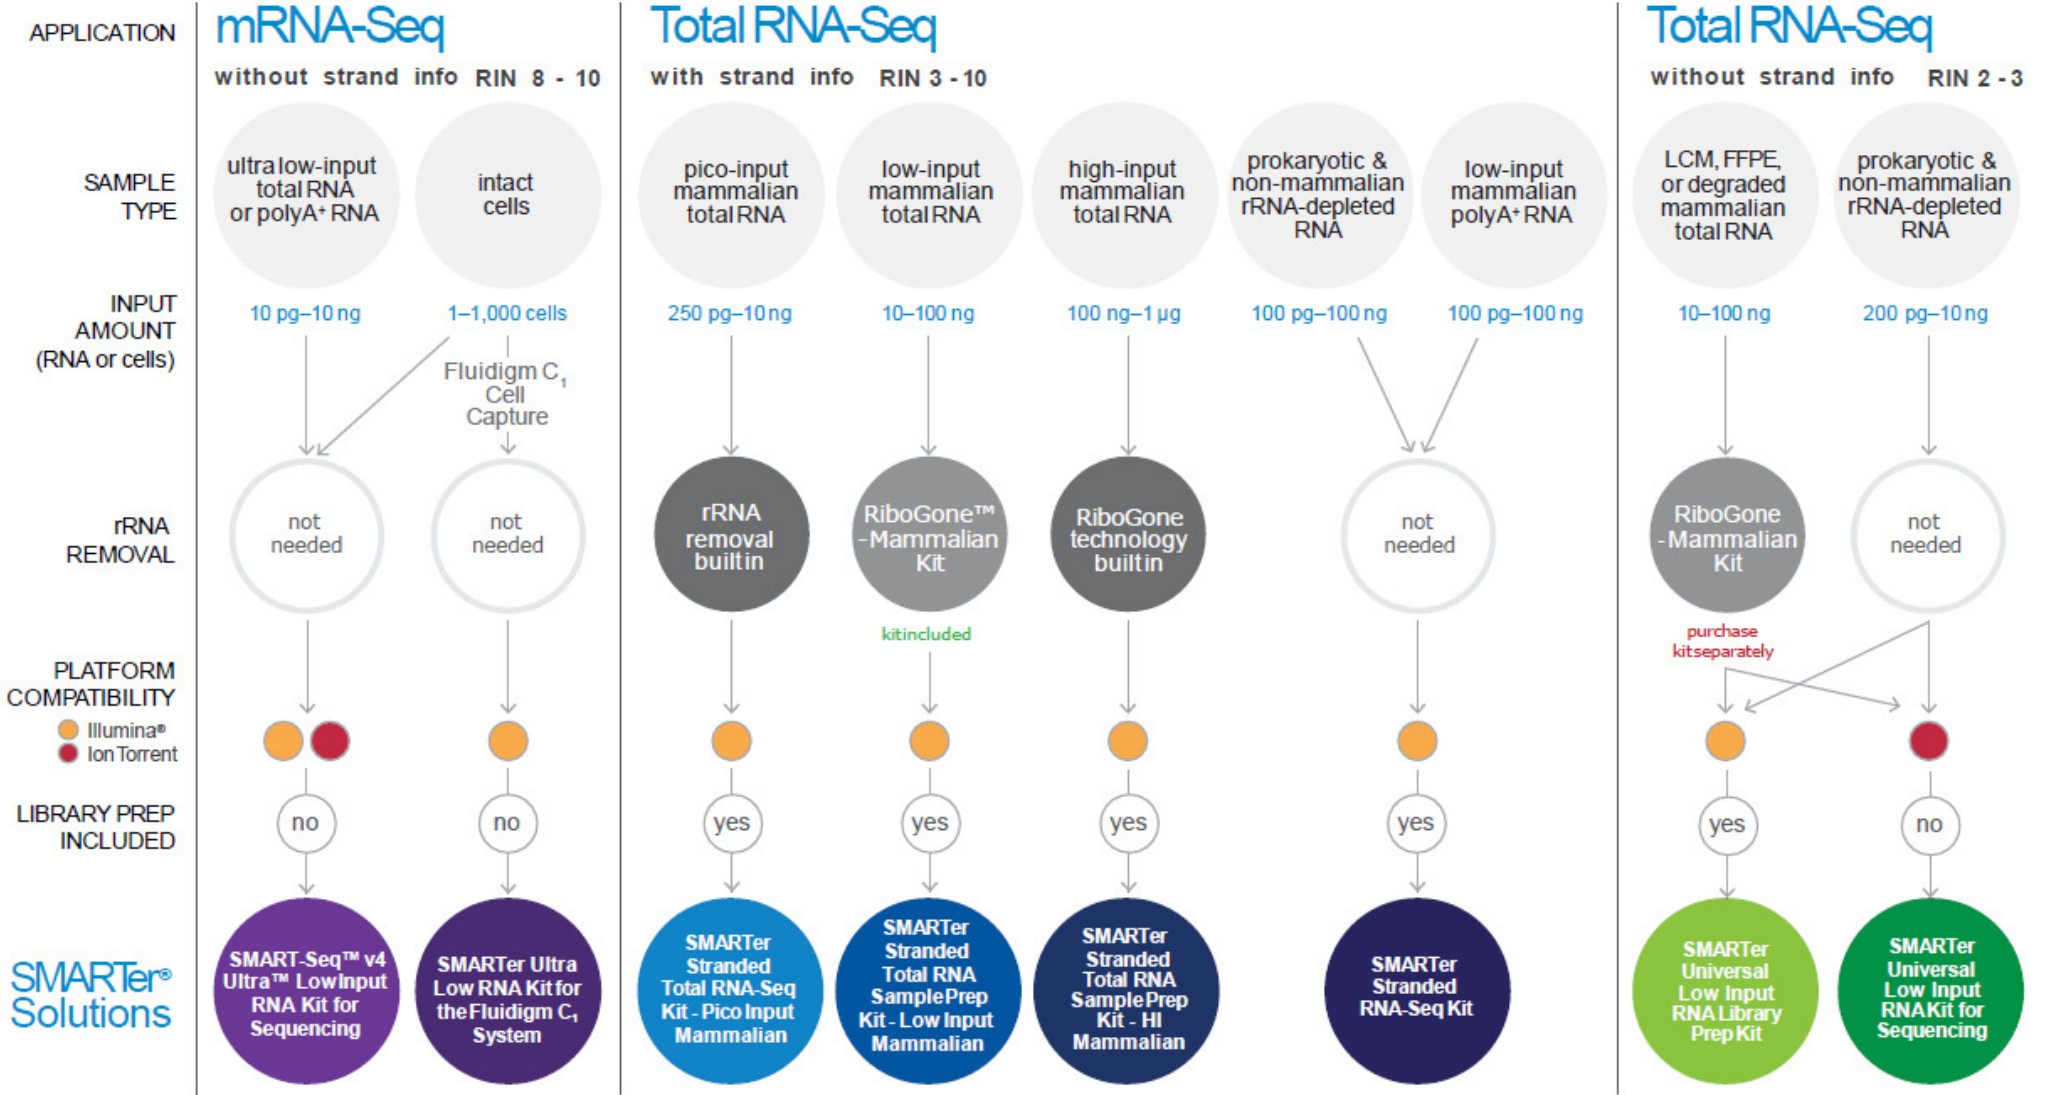 APPLICATION
mRNA-Seq
without strand info RIN 8 - 10
Total RNA-Seq
with strand info RIN 3 - 10
Total RNA-Seq
without strand info RIN 2 - 3
SAMPLE
TYPE
ultra low-input
total RNA
or polyA+ RNA
intact
cells
pico-input
mammalian
total RNA
low-input
mammalian
total RNA
high-input
mammalian
total RNA
prokaryotic &
non-mammalian
rRNA-depleted
RNA
low-input
mammalian
polyA+ RNA
LCM, FFPE,
or degraded
mammalian
total RNA
prokaryotic &
non-mammalian
rRNA-depleted
RNA
INPUT
AMOUNT
(RNA or cells)
10 pg–10 ng
1–1,000 cells
250 pg–10 ng
10–100 ng
100 ng–1 µg
100 pg–100 ng
100 pg–100 ng
10–100 ng
200 pg–10 ng
Fluidigm C1
Cell
Capture
rRNA
REMOVAL
not
needed
not
needed
rRNA
removal
built in
RiboGone™
-Mammalian
Kit
RiboGone
technology
built in
not
needed
RiboGone
-Mammalian
Kit
not
needed
kit included
purchase
kit separately
PLATFORM
COMPATIBILITY
Illumina®
Ion Torrent
LIBRARY PREP
INCLUDED
no
no
yes
yes
yes
yes
yes
no
SMARTer®
Solutions
SMART-Seq™ v4
Ultra™ Low Input
RNA Kit for
Sequencing
SMARTer Ultra
Low RNA Kit for
the Fluidigm C1
System
SMARTer
Stranded
Total RNA-Seq
Kit - Pico Input
Mammalian
SMARTer
Stranded
Total RNA
Sample Prep
Kit - Low Input
Mammalian
SMARTer
Stranded
Total RNA
Sample Prep
Kit - HI
Mammalian
SMARTer
Stranded
RNA-Seq Kit
SMARTer
Universal
Low Input
RNA Library
Prep Kit
SMARTer
Universal
Low Input
RNA Kit for
Sequencing